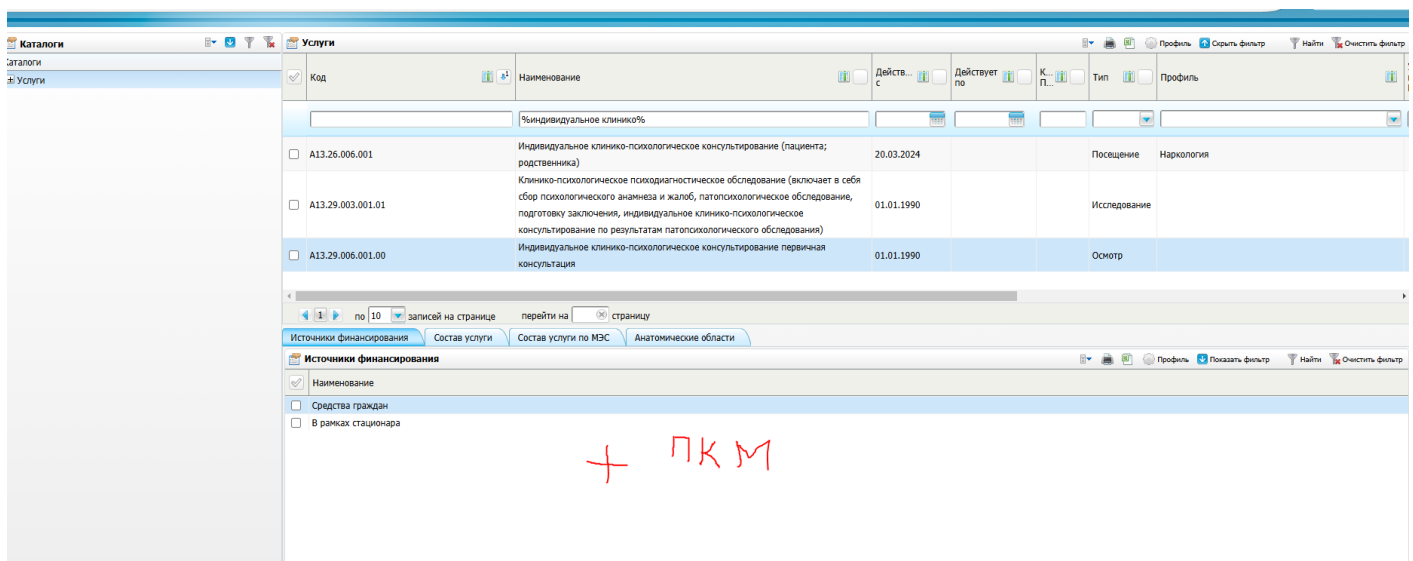 Каталоги
Каталоги
Услуги
Услуги
Профиль Скрыть фильтр Найти Очистить фильтр
Код Наименование Действ... с Действует по К... П... Тип Профиль
%индивидуальное клинико%
A13.26.006.001 Индивидуальное клинико-психологическое консультирование (пациента; родственника) 20.03.2024 Посещение Наркология
A13.29.003.001.01 Клинико-психологическое психодиагностическое обследование (включает в себя
сбор психологического анамнеза и жалоб, патопсихологическое обследование,
подготовку заключения, индивидуальное клинико-психологическое
консультирование по результатам патопсихологического обследования) 01.01.1990 Исследование
A13.29.006.001.00 Индивидуальное клинико-психологическое консультирование первичная
консультация 01.01.1990 Осмотр
1 по 10 записей на странице перейти на страницу
Источники финансирования Состав услуги Состав услуги по МЭС Анатомические области
Источники финансирования Профиль Показать фильтр Найти Очистить фильтр
Наименование
Средства граждан
В рамках стационара
+ ПКМ